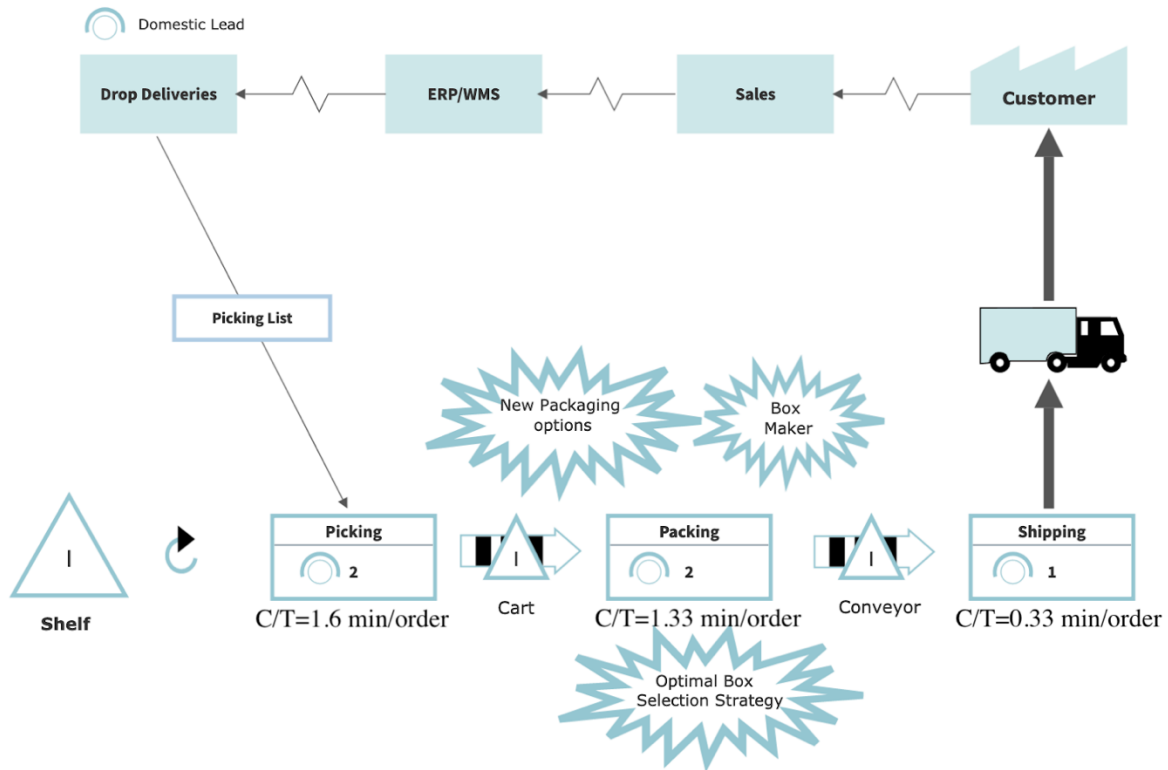 Domestic Lead
Drop Deliveries
ERP/WMS
Sales
Customer
Picking List
New Packaging
options
Box
Maker
I
Shelf
Picking
2
C/T=1.6 min/order
I
Cart
Packing
2
C/T=1.33 min/order
I
Conveyor
Shipping
1
C/T=0.33 min/order
Optimal Box
Selection Strategy